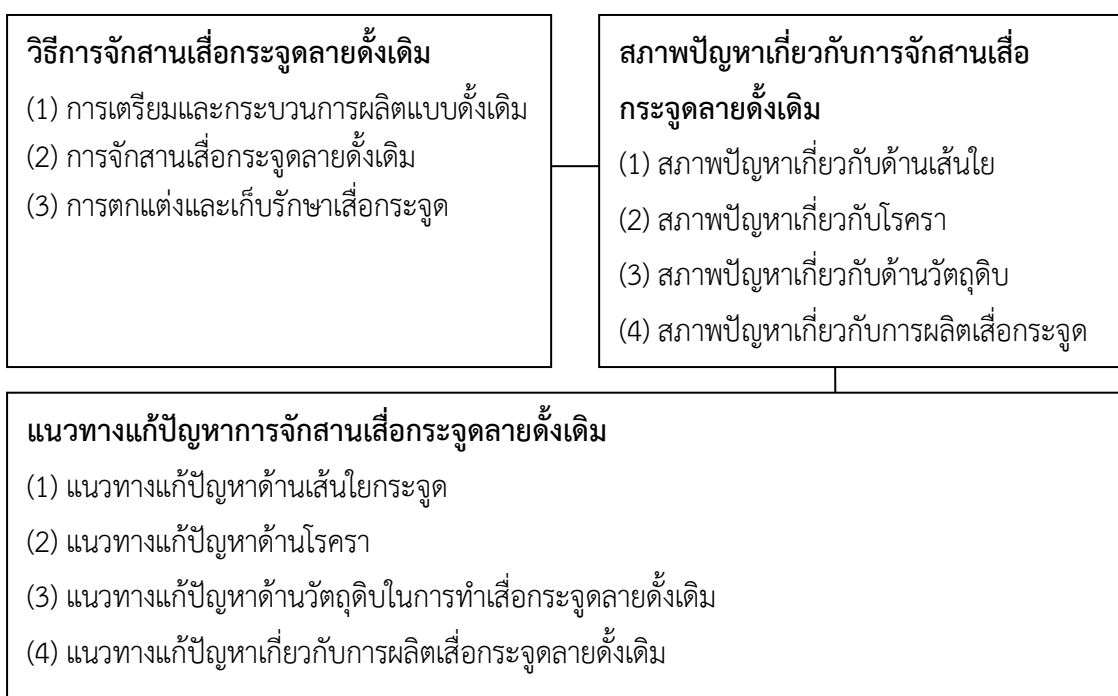 วิธีการจักสานเสื่อกระจูดลายดั้งเดิม
(1) การเตรียมและกระบวนการผลิตแบบดั้งเดิม
(2) การจักสานเสื่อกระจูดลายดั้งเดิม
(3) การตกแต่งและเก็บรักษาเสื่อกระจูด
สภาพปัญหาเกี่ยวกับการจักสานเสื่อ
กระจูดลายดั้งเดิม
(1) สภาพปัญหาเกี่ยวกับด้านเส้นใย
(2) สภาพปัญหาเกี่ยวกับโรครา
(3) สภาพปัญหาเกี่ยวกับด้านวัตถุดิบ
(4) สภาพปัญหาเกี่ยวกับการผลิตเสื่อกระจูด
แนวทางแก้ปัญหาการจักสานเสื่อกระจูดลายดั้งเดิม
(1) แนวทางแก้ปัญหาด้านเส้นใยกระจูด
(2) แนวทางแก้ปัญหาด้านโรครา
(3) แนวทางแก้ปัญหาด้านวัตถุดิบในการทำเสื่อกระจูดลายดั้งเดิม
(4) แนวทางแก้ปัญหาเกี่ยวกับการผลิตเสื่อกระจูดลายดั้งเดิม